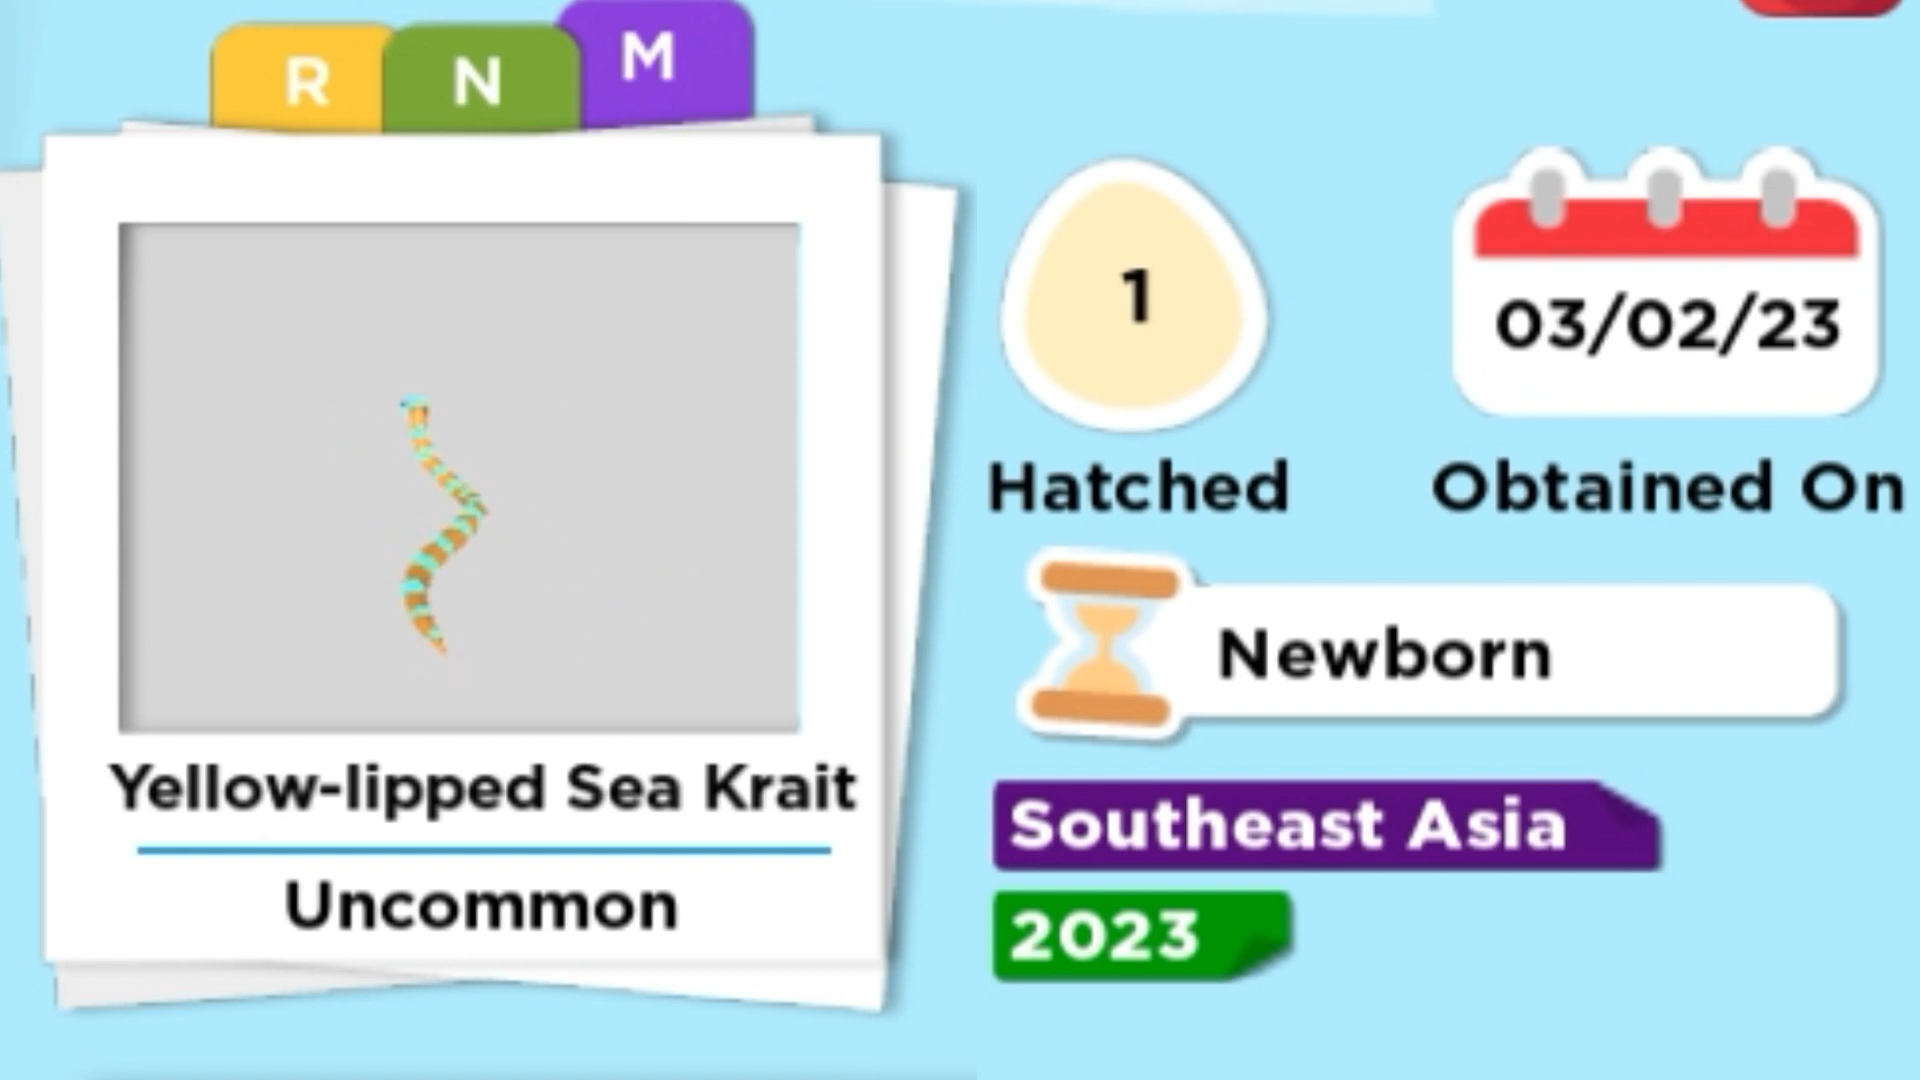 R N M
1
03/02/23
Hatched
Obtained On
Newborn
Yellow-lipped Sea Krait
Uncommon
Southeast Asia
2023